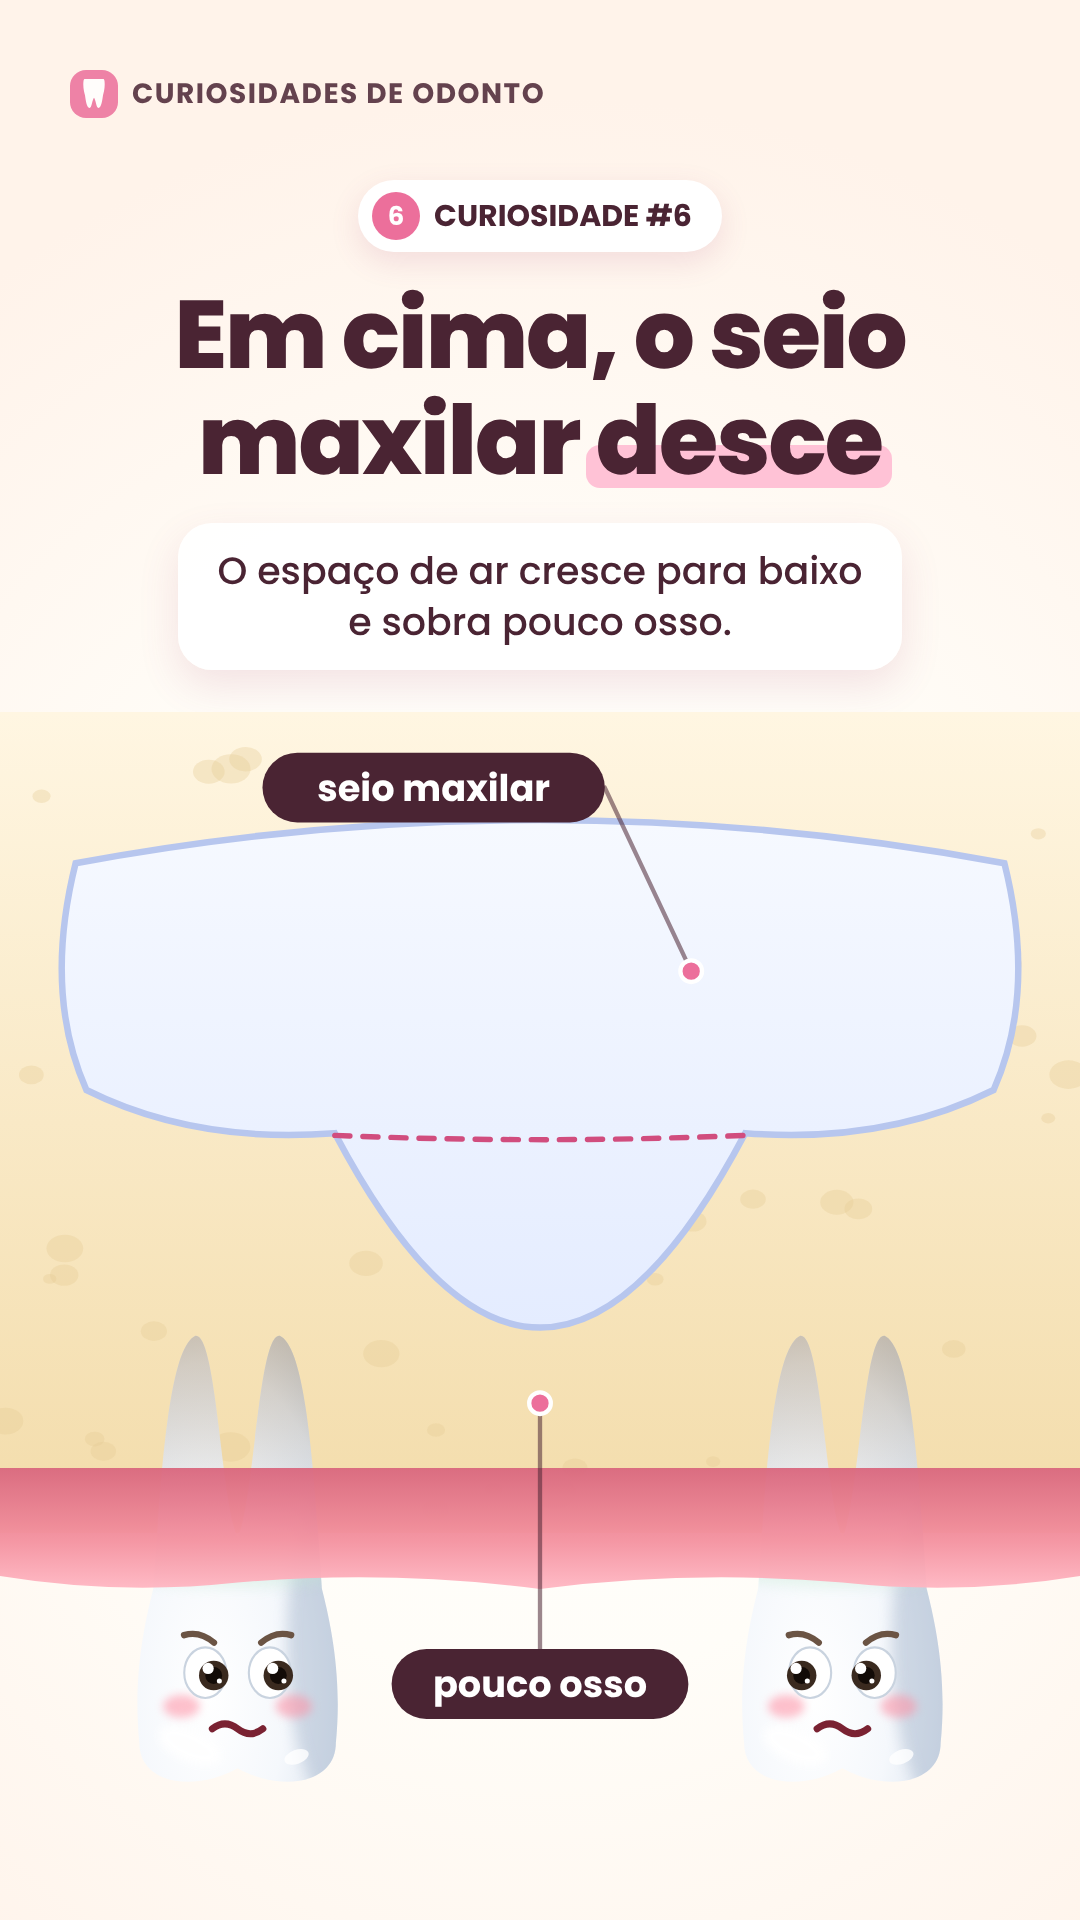 CURIOSIDADES DE ODONTO
6 CURIOSIDADE #6
Em cima, o seio
maxilar desce
O espaço de ar cresce para baixo
e sobra pouco osso.
seio maxilar
pouco osso